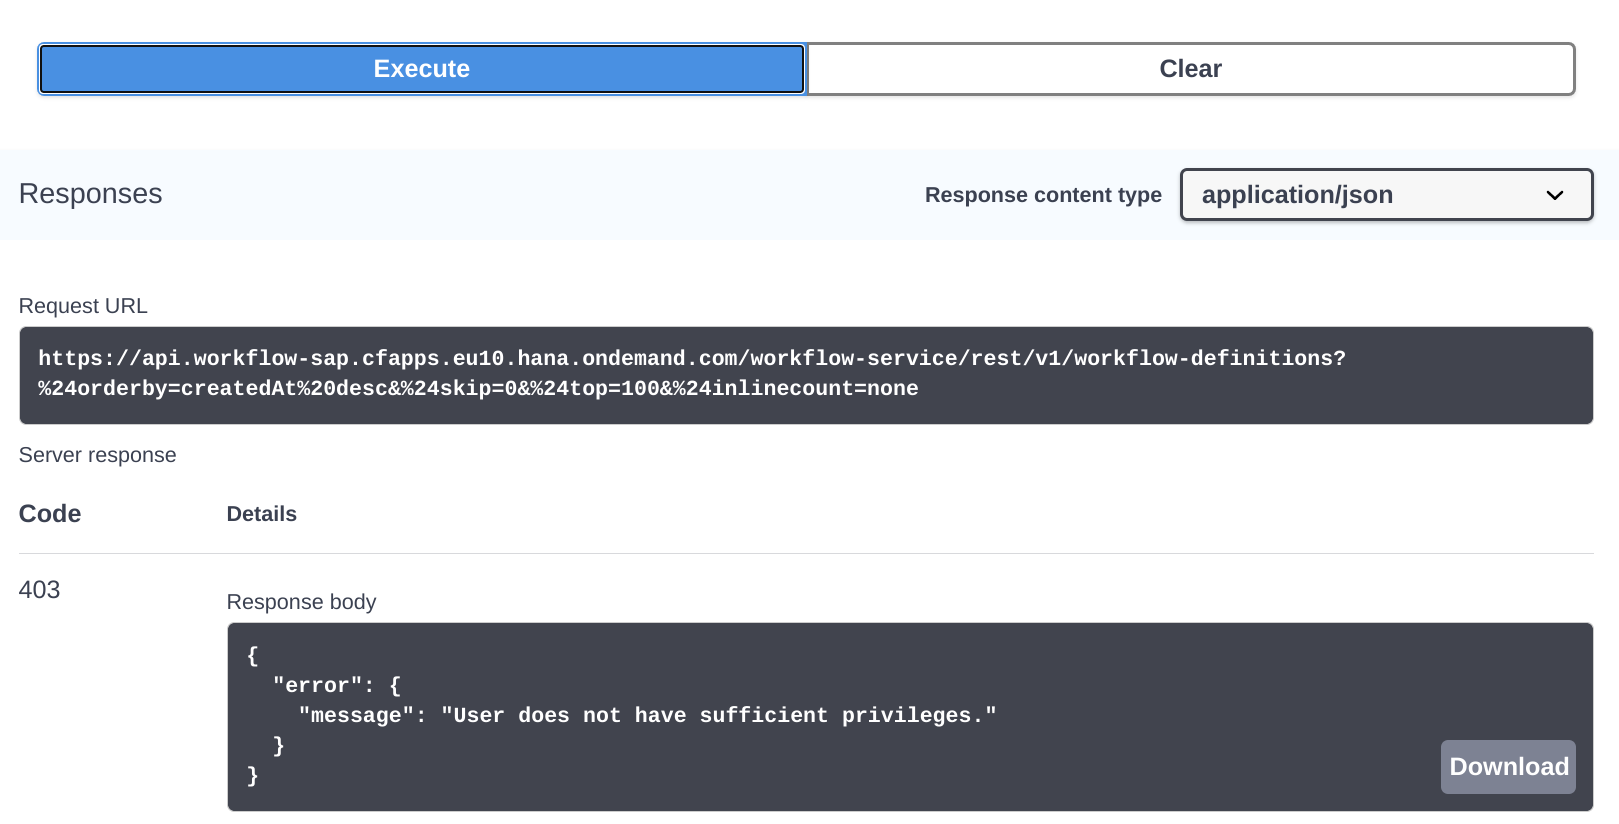 Execute
Clear
Responses
Response content type
application/json
Request URL
https://api.workflow-sap.cfapps.eu10.hana.ondemand.com/workflow-service/rest/v1/workflow-definitions?
%24orderby=createdAt%20desc&%24skip=0&%24top=100&%24inlinecount=none
Server response
Code
Details
403
Response body
{
  "error": {
    "message": "User does not have sufficient privileges."
  }
}
Download